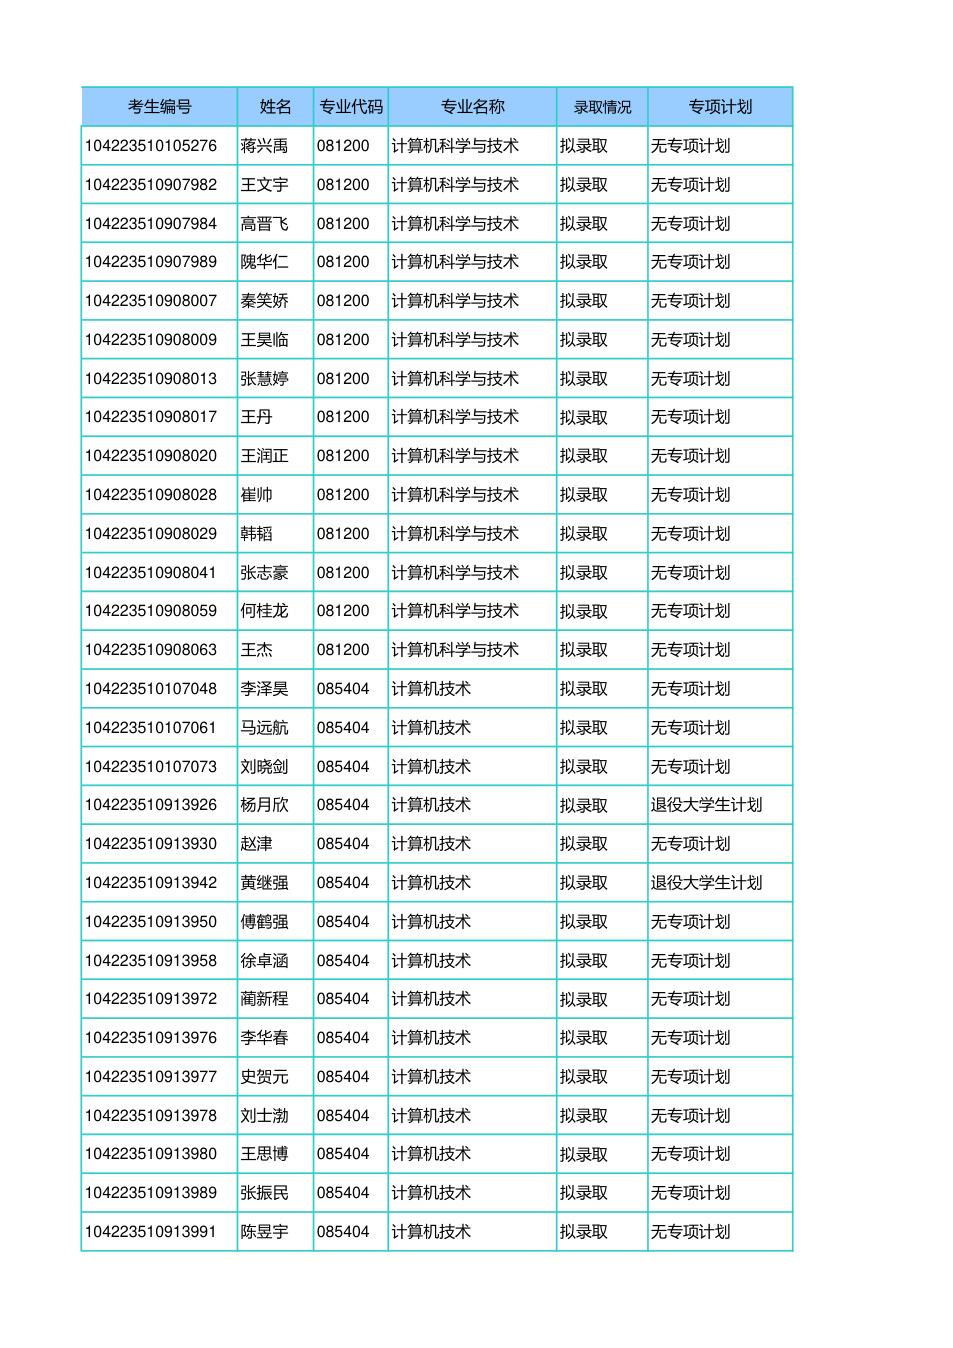 考生编号 姓名 专业代码 专业名称 录取情况 专项计划
104223510105276 蒋兴禹 081200 计算机科学与技术 拟录取 无专项计划
104223510907982 王文宇 081200 计算机科学与技术 拟录取 无专项计划
104223510907984 高晋飞 081200 计算机科学与技术 拟录取 无专项计划
104223510907989 隗华仁 081200 计算机科学与技术 拟录取 无专项计划
104223510908007 秦笑娇 081200 计算机科学与技术 拟录取 无专项计划
104223510908009 王昊临 081200 计算机科学与技术 拟录取 无专项计划
104223510908013 张慧婷 081200 计算机科学与技术 拟录取 无专项计划
104223510908017 王丹 081200 计算机科学与技术 拟录取 无专项计划
104223510908020 王润正 081200 计算机科学与技术 拟录取 无专项计划
104223510908028 崔帅 081200 计算机科学与技术 拟录取 无专项计划
104223510908029 韩韬 081200 计算机科学与技术 拟录取 无专项计划
104223510908041 张志豪 081200 计算机科学与技术 拟录取 无专项计划
104223510908059 何桂龙 081200 计算机科学与技术 拟录取 无专项计划
104223510908063 王杰 081200 计算机科学与技术 拟录取 无专项计划
104223510107048 李泽昊 085404 计算机技术 拟录取 无专项计划
104223510107061 马远航 085404 计算机技术 拟录取 无专项计划
104223510107073 刘晓剑 085404 计算机技术 拟录取 无专项计划
104223510913926 杨月欣 085404 计算机技术 拟录取 退役大学生计划
104223510913930 赵津 085404 计算机技术 拟录取 无专项计划
104223510913942 黄继强 085404 计算机技术 拟录取 退役大学生计划
104223510913950 傅鹤强 085404 计算机技术 拟录取 无专项计划
104223510913958 徐卓涵 085404 计算机技术 拟录取 无专项计划
104223510913972 蔺新程 085404 计算机技术 拟录取 无专项计划
104223510913976 李华春 085404 计算机技术 拟录取 无专项计划
104223510913977 史贺元 085404 计算机技术 拟录取 无专项计划
104223510913978 刘士渤 085404 计算机技术 拟录取 无专项计划
104223510913980 王思博 085404 计算机技术 拟录取 无专项计划
104223510913989 张振民 085404 计算机技术 拟录取 无专项计划
104223510913991 陈昱宇 085404 计算机技术 拟录取 无专项计划